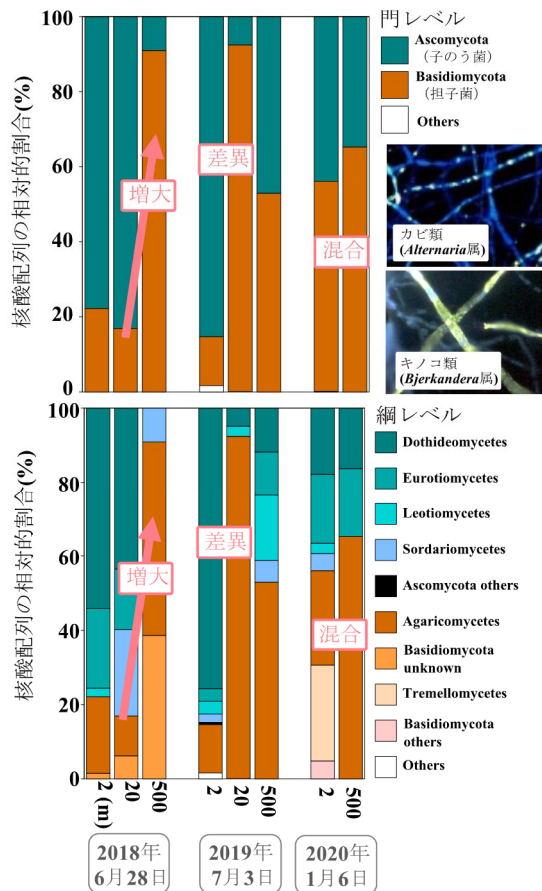 核酸配列の相対的割合(%)
100
80
60
40
20
0
増大
差異
混合
門レベル
Ascomycota
（子のう菌）
Basidiomycota
（担子菌）
Others
カビ類
(Alternaria属)
キノコ類
(Bjerkandera属)
核酸配列の相対的割合(%)
100
80
60
40
20
0
増大
差異
混合
綱レベル
Dothideomycetes
Eurotiomycetes
Leotiomycetes
Sordariomycetes
Ascomycota others
Agaricomycetes
Basidiomycota
unknown
Tremellomycetes
Basidiomycota
others
Others
2 (m)
20
500
2
20
500
2
500
2018年
6月28日
2019年
7月3日
2020年
1月6日